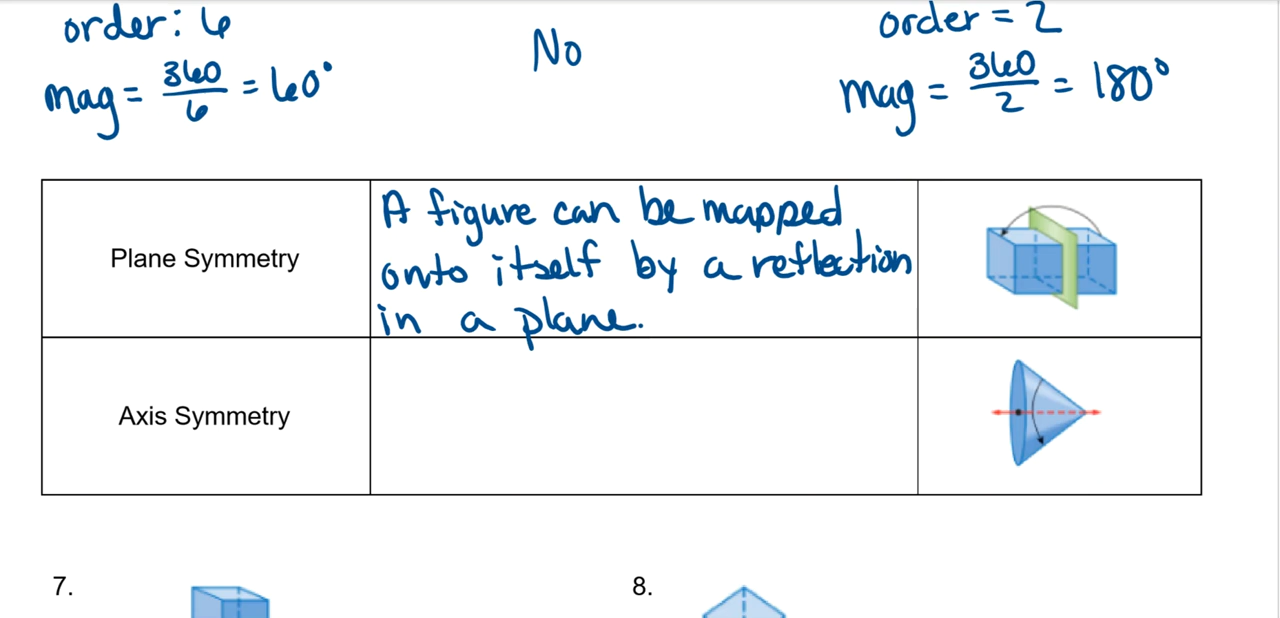 order: 6
mag = 360/6 = 60°
No
order = 2
mag = 360/2 = 180°
Plane Symmetry
A figure can be mapped
onto itself by a reflection
in a plane.
Axis Symmetry
7.
8.